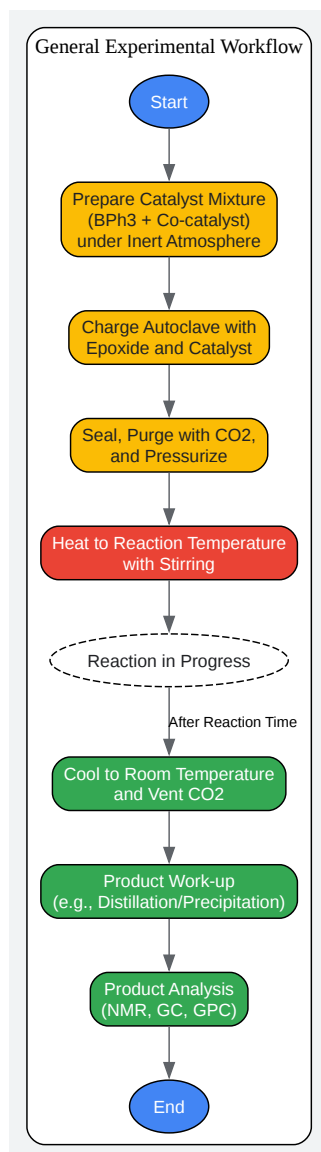 General Experimental Workflow
Start
Prepare Catalyst Mixture
(BPh3 + Co-catalyst)
under Inert Atmosphere
Charge Autoclave with
Epoxide and Catalyst
Seal, Purge with CO2,
and Pressurize
Heat to Reaction Temperature
with Stirring
Reaction in Progress
After Reaction Time
Cool to Room Temperature
and Vent CO2
Product Work-up
(e.g., Distillation/Precipitation)
Product Analysis
(NMR, GC, GPC)
End